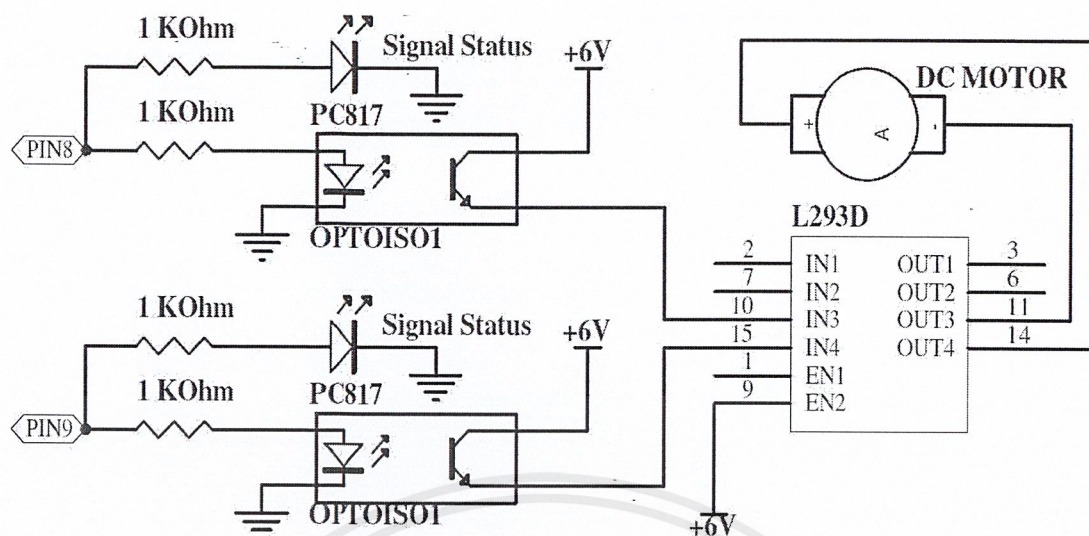 1 KOhm
Signal Status
+6V
1 KOhm
PC817
PIN8
OPTOISO1
DC MOTOR
+
A
-
L293D
2 IN1 OUT1 3
7 IN2 OUT2 6
10 IN3 OUT3 11
15 IN4 OUT4 14
1 EN1
9 EN2
+6V
1 KOhm
Signal Status
+6V
1 KOhm
PC817
PIN9
OPTOISO1